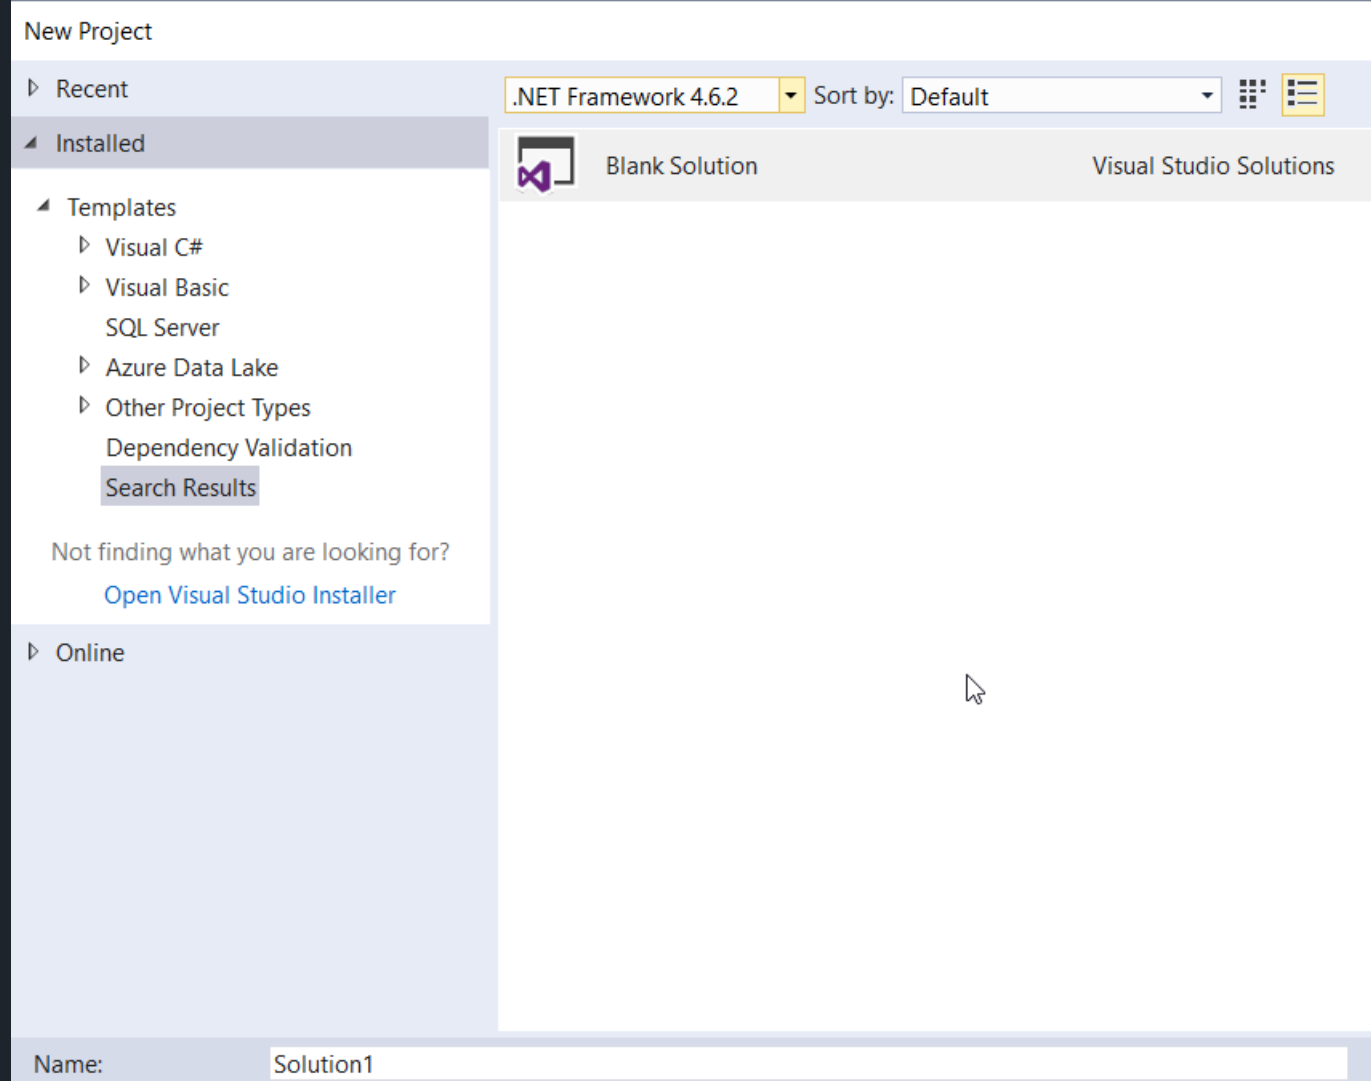 New Project
Recent
Installed
Templates
Visual C#
Visual Basic
SQL Server
Azure Data Lake
Other Project Types
Dependency Validation
Search Results
Not finding what you are looking for?
Open Visual Studio Installer
Online
.NET Framework 4.6.2 Sort by: Default
Blank Solution Visual Studio Solutions
Name: Solution1